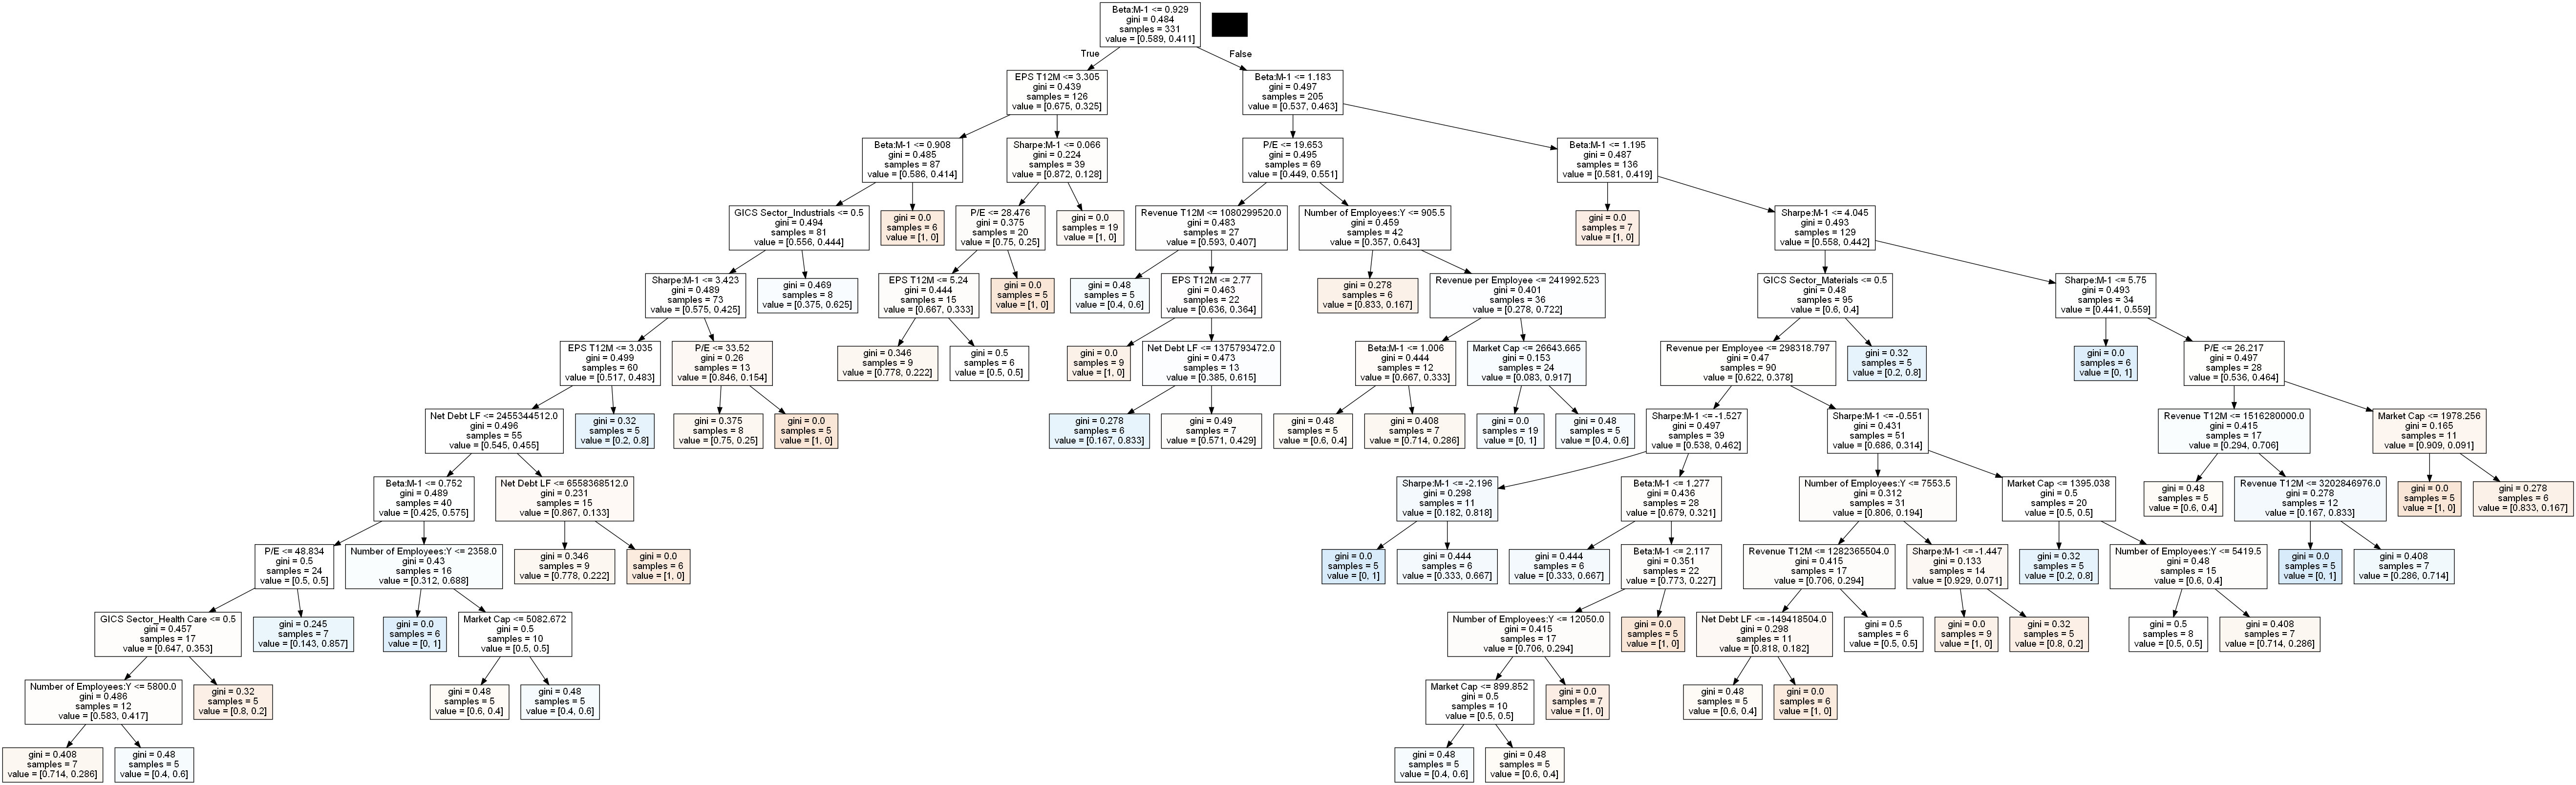 Beta:M-1 <= 0.929
gini = 0.484
samples = 331
value = [0.589, 0.411]
True
False
EPS T12M <= 3.305
gini = 0.439
samples = 126
value = [0.675, 0.325]
Beta:M-1 <= 1.183
gini = 0.497
samples = 205
value = [0.537, 0.463]
Beta:M-1 <= 0.908
gini = 0.485
samples = 87
value = [0.586, 0.414]
Sharpe:M-1 <= 0.066
gini = 0.224
samples = 39
value = [0.872, 0.128]
P/E <= 19.653
gini = 0.495
samples = 69
value = [0.449, 0.551]
Beta:M-1 <= 1.195
gini = 0.487
samples = 136
value = [0.581, 0.419]
GICS Sector_Industrials <= 0.5
gini = 0.494
samples = 81
value = [0.556, 0.444]
gini = 0.0
samples = 6
value = [1, 0]
P/E <= 28.476
gini = 0.375
samples = 20
value = [0.75, 0.25]
gini = 0.0
samples = 19
value = [1, 0]
Revenue T12M <= 1080299520.0
gini = 0.483
samples = 27
value = [0.593, 0.407]
Number of Employees:Y <= 905.5
gini = 0.459
samples = 42
value = [0.357, 0.643]
gini = 0.0
samples = 7
value = [1, 0]
Sharpe:M-1 <= 4.045
gini = 0.493
samples = 129
value = [0.558, 0.442]
Sharpe:M-1 <= 3.423
gini = 0.489
samples = 73
value = [0.575, 0.425]
gini = 0.469
samples = 8
value = [0.375, 0.625]
EPS T12M <= 5.24
gini = 0.444
samples = 15
value = [0.667, 0.333]
gini = 0.0
samples = 5
value = [1, 0]
gini = 0.48
samples = 5
value = [0.4, 0.6]
EPS T12M <= 2.77
gini = 0.463
samples = 22
value = [0.636, 0.364]
gini = 0.278
samples = 6
value = [0.833, 0.167]
Revenue per Employee <= 241992.523
gini = 0.401
samples = 36
value = [0.278, 0.722]
GICS Sector_Materials <= 0.5
gini = 0.48
samples = 95
value = [0.6, 0.4]
Sharpe:M-1 <= 5.75
gini = 0.493
samples = 34
value = [0.441, 0.559]
EPS T12M <= 3.035
gini = 0.499
samples = 60
value = [0.517, 0.483]
P/E <= 33.52
gini = 0.26
samples = 13
value = [0.846, 0.154]
gini = 0.346
samples = 9
value = [0.778, 0.222]
gini = 0.5
samples = 6
value = [0.5, 0.5]
gini = 0.0
samples = 9
value = [1, 0]
Net Debt LF <= 1375793472.0
gini = 0.473
samples = 13
value = [0.385, 0.615]
Beta:M-1 <= 1.006
gini = 0.444
samples = 12
value = [0.667, 0.333]
Market Cap <= 26643.665
gini = 0.153
samples = 24
value = [0.083, 0.917]
Revenue per Employee <= 298318.797
gini = 0.47
samples = 90
value = [0.622, 0.378]
gini = 0.32
samples = 5
value = [0.2, 0.8]
gini = 0.0
samples = 6
value = [0, 1]
P/E <= 26.217
gini = 0.497
samples = 28
value = [0.536, 0.464]
Net Debt LF <= 2455344512.0
gini = 0.496
samples = 55
value = [0.545, 0.455]
gini = 0.32
samples = 5
value = [0.2, 0.8]
gini = 0.375
samples = 8
value = [0.75, 0.25]
gini = 0.0
samples = 5
value = [1, 0]
gini = 0.278
samples = 6
value = [0.167, 0.833]
gini = 0.49
samples = 7
value = [0.571, 0.429]
gini = 0.48
samples = 5
value = [0.6, 0.4]
gini = 0.408
samples = 7
value = [0.714, 0.286]
gini = 0.0
samples = 19
value = [0, 1]
gini = 0.48
samples = 5
value = [0.4, 0.6]
Sharpe:M-1 <= -1.527
gini = 0.497
samples = 39
value = [0.538, 0.462]
Sharpe:M-1 <= -0.551
gini = 0.431
samples = 51
value = [0.686, 0.314]
Revenue T12M <= 1516280000.0
gini = 0.415
samples = 17
value = [0.294, 0.706]
Market Cap <= 1978.256
gini = 0.165
samples = 11
value = [0.909, 0.091]
Beta:M-1 <= 0.752
gini = 0.489
samples = 40
value = [0.425, 0.575]
Net Debt LF <= 6558368512.0
gini = 0.231
samples = 15
value = [0.867, 0.133]
Sharpe:M-1 <= -2.196
gini = 0.298
samples = 11
value = [0.182, 0.818]
Beta:M-1 <= 1.277
gini = 0.436
samples = 28
value = [0.679, 0.321]
Number of Employees:Y <= 7553.5
gini = 0.312
samples = 31
value = [0.806, 0.194]
Market Cap <= 1395.038
gini = 0.5
samples = 20
value = [0.5, 0.5]
gini = 0.48
samples = 5
value = [0.6, 0.4]
Revenue T12M <= 3202846976.0
gini = 0.278
samples = 12
value = [0.167, 0.833]
gini = 0.0
samples = 5
value = [1, 0]
gini = 0.278
samples = 6
value = [0.833, 0.167]
P/E <= 48.834
gini = 0.5
samples = 24
value = [0.5, 0.5]
Number of Employees:Y <= 2358.0
gini = 0.43
samples = 16
value = [0.312, 0.688]
gini = 0.346
samples = 9
value = [0.778, 0.222]
gini = 0.0
samples = 6
value = [1, 0]
gini = 0.0
samples = 5
value = [0, 1]
gini = 0.444
samples = 6
value = [0.333, 0.667]
gini = 0.444
samples = 6
value = [0.333, 0.667]
Beta:M-1 <= 2.117
gini = 0.351
samples = 22
value = [0.773, 0.227]
Revenue T12M <= 1282365504.0
gini = 0.415
samples = 17
value = [0.706, 0.294]
Sharpe:M-1 <= -1.447
gini = 0.133
samples = 14
value = [0.929, 0.071]
gini = 0.32
samples = 5
value = [0.2, 0.8]
Number of Employees:Y <= 5419.5
gini = 0.48
samples = 15
value = [0.6, 0.4]
gini = 0.0
samples = 5
value = [0, 1]
gini = 0.408
samples = 7
value = [0.286, 0.714]
GICS Sector_Health Care <= 0.5
gini = 0.457
samples = 17
value = [0.647, 0.353]
gini = 0.245
samples = 7
value = [0.143, 0.857]
gini = 0.0
samples = 6
value = [0, 1]
Market Cap <= 5082.672
gini = 0.5
samples = 10
value = [0.5, 0.5]
Number of Employees:Y <= 12050.0
gini = 0.415
samples = 17
value = [0.706, 0.294]
gini = 0.0
samples = 5
value = [1, 0]
Net Debt LF <= -149418504.0
gini = 0.298
samples = 11
value = [0.818, 0.182]
gini = 0.5
samples = 6
value = [0.5, 0.5]
gini = 0.0
samples = 9
value = [1, 0]
gini = 0.32
samples = 5
value = [0.8, 0.2]
gini = 0.5
samples = 8
value = [0.5, 0.5]
gini = 0.408
samples = 7
value = [0.714, 0.286]
Number of Employees:Y <= 5800.0
gini = 0.486
samples = 12
value = [0.583, 0.417]
gini = 0.32
samples = 5
value = [0.8, 0.2]
gini = 0.48
samples = 5
value = [0.6, 0.4]
gini = 0.48
samples = 5
value = [0.4, 0.6]
Market Cap <= 899.852
gini = 0.5
samples = 10
value = [0.5, 0.5]
gini = 0.0
samples = 7
value = [1, 0]
gini = 0.48
samples = 5
value = [0.6, 0.4]
gini = 0.0
samples = 6
value = [1, 0]
gini = 0.408
samples = 7
value = [0.714, 0.286]
gini = 0.48
samples = 5
value = [0.4, 0.6]
gini = 0.48
samples = 5
value = [0.4, 0.6]
gini = 0.48
samples = 5
value = [0.6, 0.4]